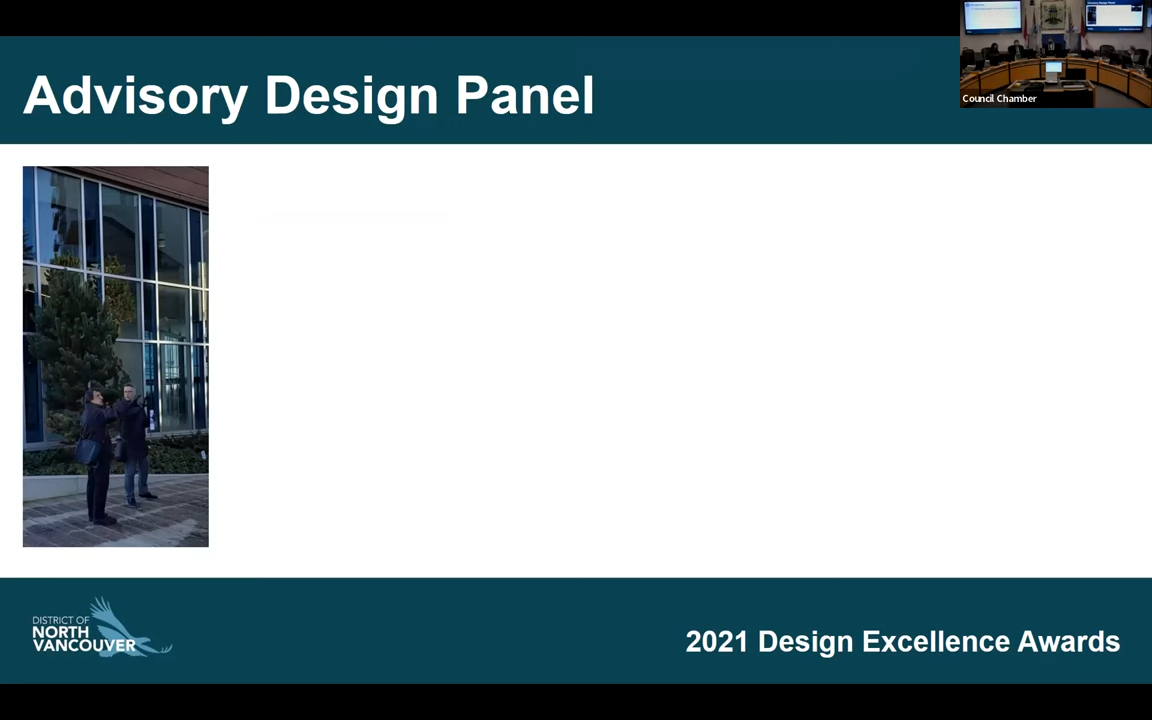 Advisory Design Panel
Council Chamber
DISTRICT OF
NORTH
VANCOUVER
2021 Design Excellence Awards